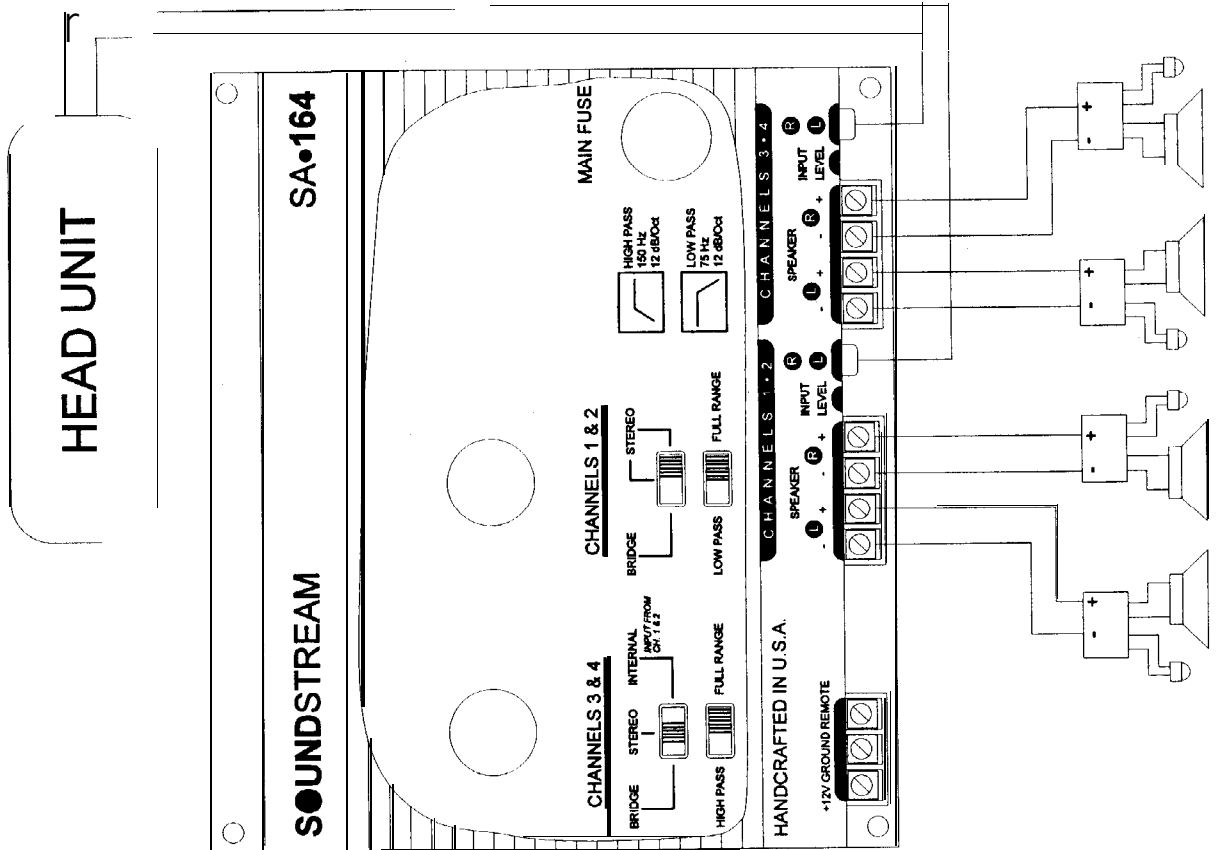 r
HEAD UNIT
SOUNDSTREAM
SA•164
MAIN FUSE
HIGH PASS
150 Hz
12 dB/Oct
LOW PASS
75 Hz
12 dB/Oct
CHANNELS 3 & 4
BRIDGE
STEREO
INTERNAL
INPUT FROM
CH. 1 & 2
HIGH PASS
FULL RANGE
CHANNELS 1 & 2
BRIDGE
STEREO
LOW PASS
FULL RANGE
HANDCRAFTED IN U.S.A.
+12V GROUND REMOTE
CHANNELS 1•2
SPEAKER
L
R
- + - +
INPUT
LEVEL
R
L
CHANNELS 3•4
SPEAKER
L
R
- + - +
INPUT
LEVEL
R
L
- +
- +
- +
- +